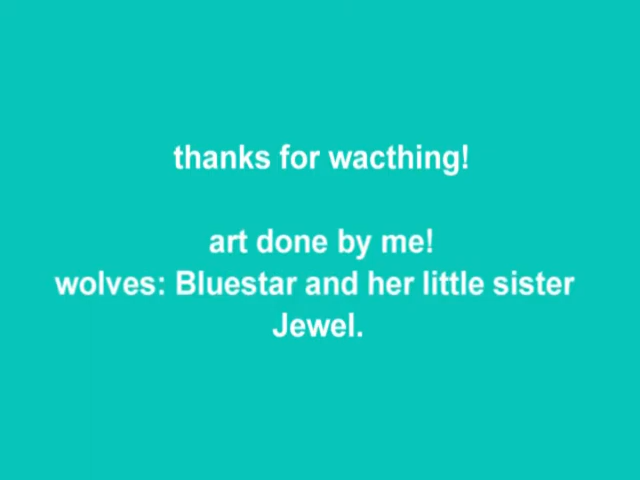 thanks for wacthing!
art done by me!
wolves: Bluestar and her little sister
Jewel.